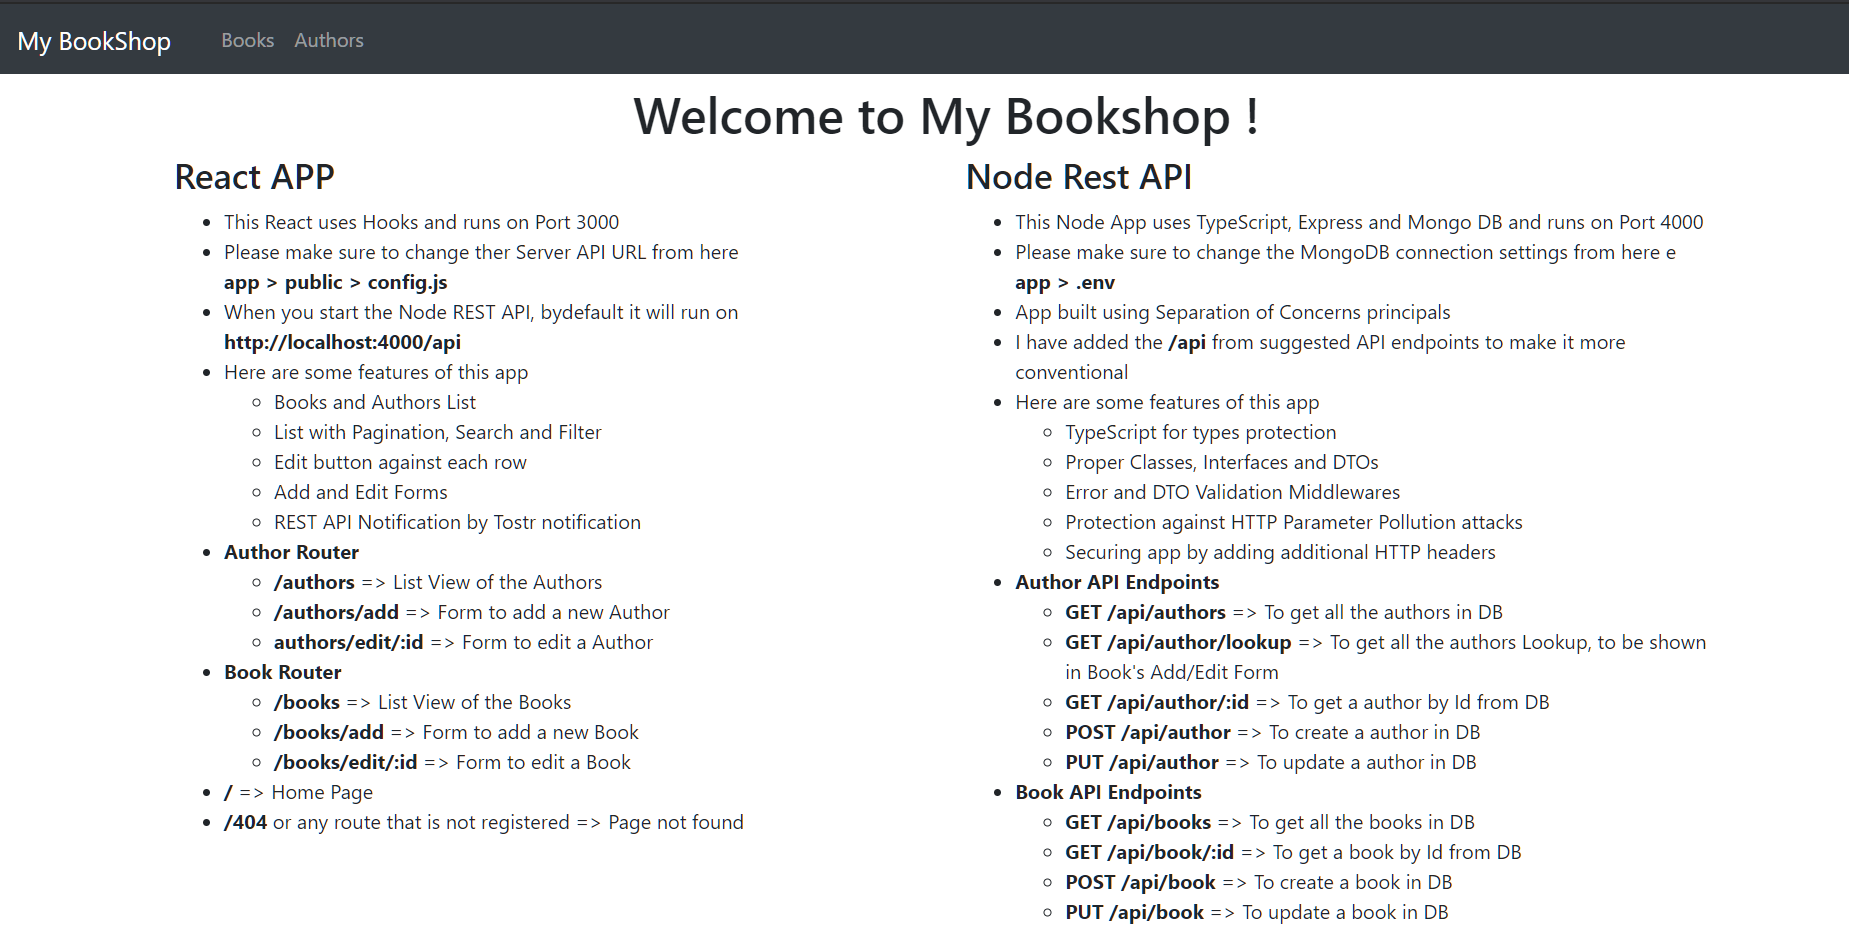 My BookShop Books Authors
Welcome to My Bookshop !
React APP
This React uses Hooks and runs on Port 3000
Please make sure to change ther Server API URL from here
app > public > config.js
When you start the Node REST API, bydefault it will run on
http://localhost:4000/api
Here are some features of this app
Books and Authors List
List with Pagination, Search and Filter
Edit button against each row
Add and Edit Forms
REST API Notification by Tostr notification
Author Router
/authors => List View of the Authors
/authors/add => Form to add a new Author
authors/edit/:id => Form to edit a Author
Book Router
/books => List View of the Books
/books/add => Form to add a new Book
/books/edit/:id => Form to edit a Book
/ => Home Page
/404 or any route that is not registered => Page not found
Node Rest API
This Node App uses TypeScript, Express and Mongo DB and runs on Port 4000
Please make sure to change the MongoDB connection settings from here e
app > .env
App built using Separation of Concerns principals
I have added the /api from suggested API endpoints to make it more
conventional
Here are some features of this app
TypeScript for types protection
Proper Classes, Interfaces and DTOs
Error and DTO Validation Middlewares
Protection against HTTP Parameter Pollution attacks
Securing app by adding additional HTTP headers
Author API Endpoints
GET /api/authors => To get all the authors in DB
GET /api/author/lookup => To get all the authors Lookup, to be shown
in Book's Add/Edit Form
GET /api/author/:id => To get a author by Id from DB
POST /api/author => To create a author in DB
PUT /api/author => To update a author in DB
Book API Endpoints
GET /api/books => To get all the books in DB
GET /api/book/:id => To get a book by Id from DB
POST /api/book => To create a book in DB
PUT /api/book => To update a book in DB